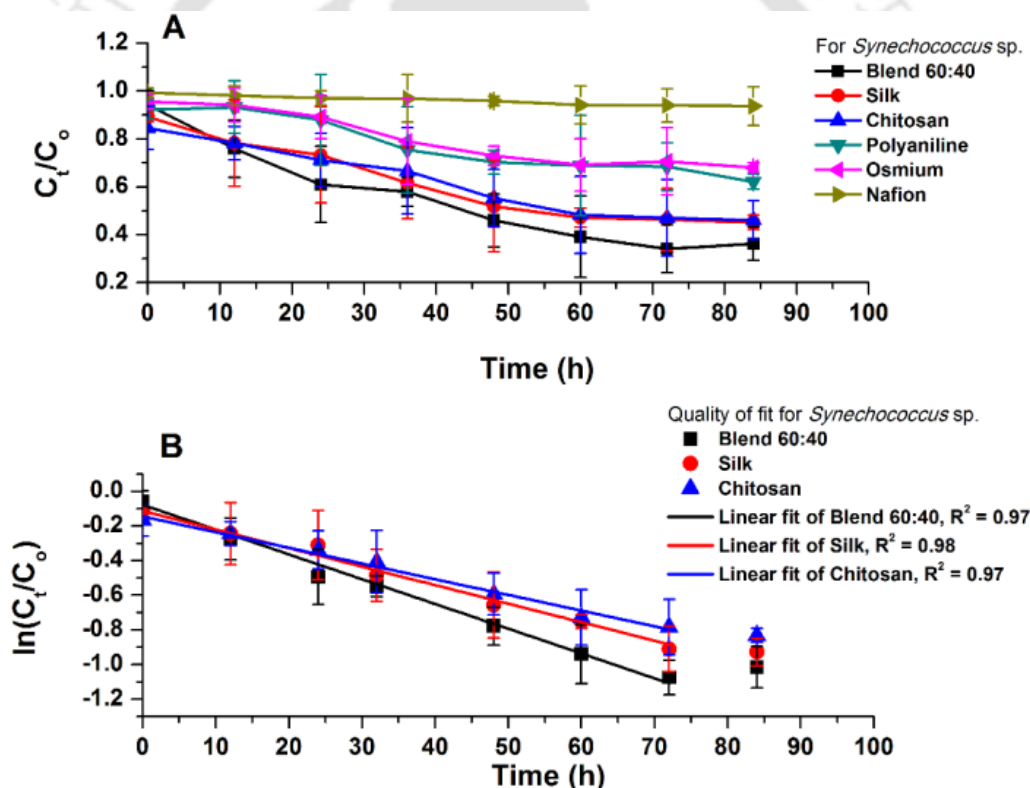 A
For Synechococcus sp.
Blend 60:40
Silk
Chitosan
Polyaniline
Osmium
Nafion
Ct/Co
1.2
1.0
0.8
0.6
0.4
0.2
0 10 20 30 40 50 60 70 80 90 100
Time (h)
B
Quality of fit for Synechococcus sp.
Blend 60:40
Silk
Chitosan
Linear fit of Blend 60:40, R² = 0.97
Linear fit of Silk, R² = 0.98
Linear fit of Chitosan, R² = 0.97
ln(Ct/Co)
0.0
-0.2
-0.4
-0.6
-0.8
-1.0
-1.2
0 10 20 30 40 50 60 70 80 90 100
Time (h)